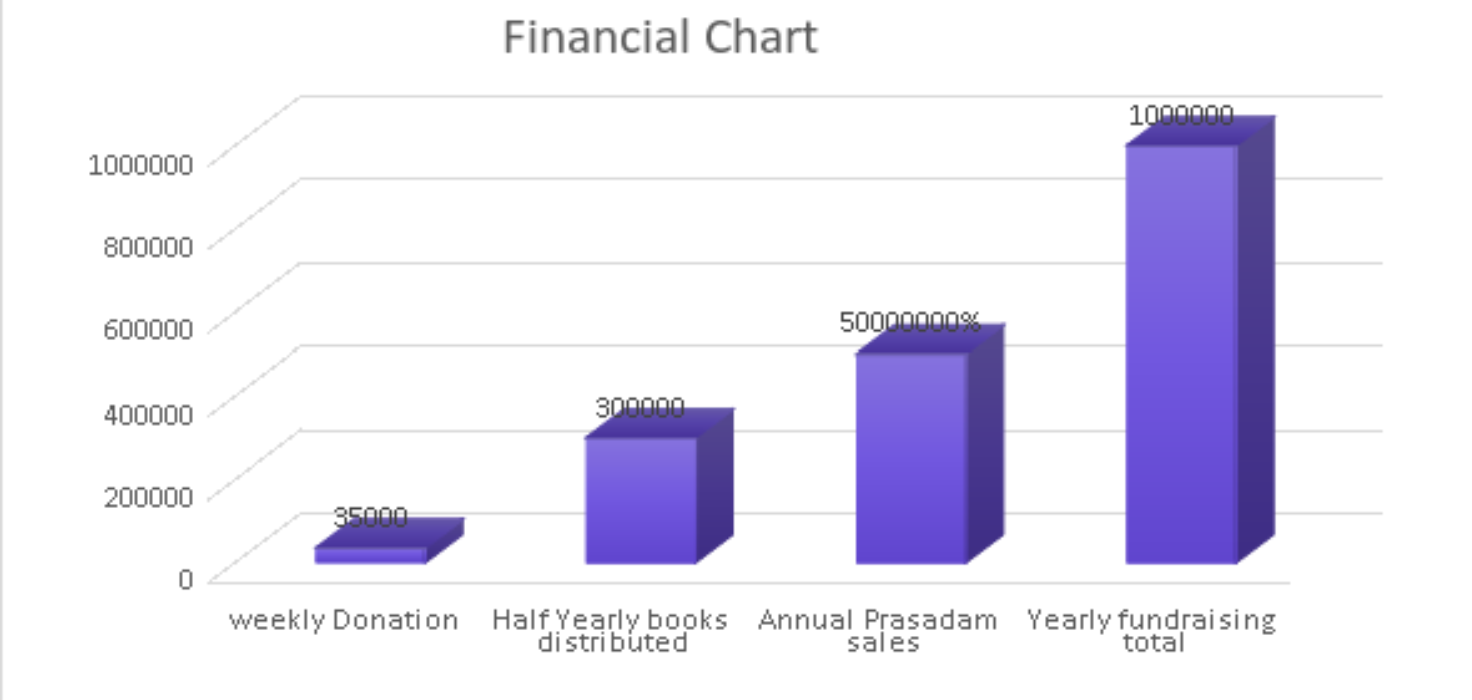 Financial Chart
1000000
1000000
800000
600000
50000000%
400000
300000
200000
35000
0
weekly Donation
Half Yearly books
distributed
Annual Prasadam
sales
Yearly fundraising
total